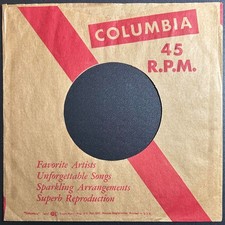 COLUMBIA
45
R.P.M.
Favorite Artists
Unforgettable Songs
Sparkling Arrangements
Superb Reproduction